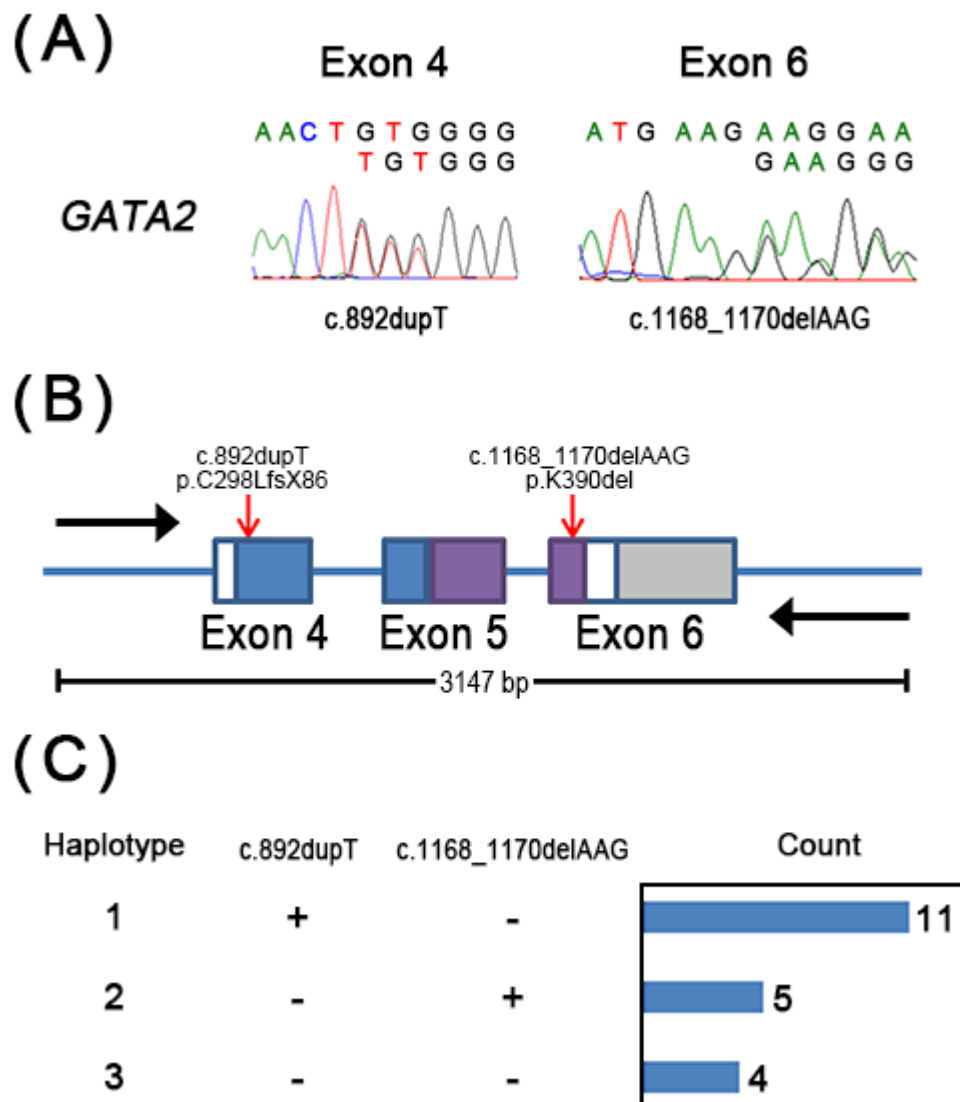 (A)
Exon 4 Exon 6
A A C T G T G G G G A T G A A G A A G G A A
T G T G G G G A A G G G
GATA2
c.892dupT c.1168_1170delAAG
(B)
c.892dupT c.1168_1170delAAG
p.C298LfsX86 p.K390del
Exon 4 Exon 5 Exon 6
3147 bp
(C)
Haplotype c.892dupT c.1168_1170delAAG Count
1 + - 11
2 - + 5
3 - - 4